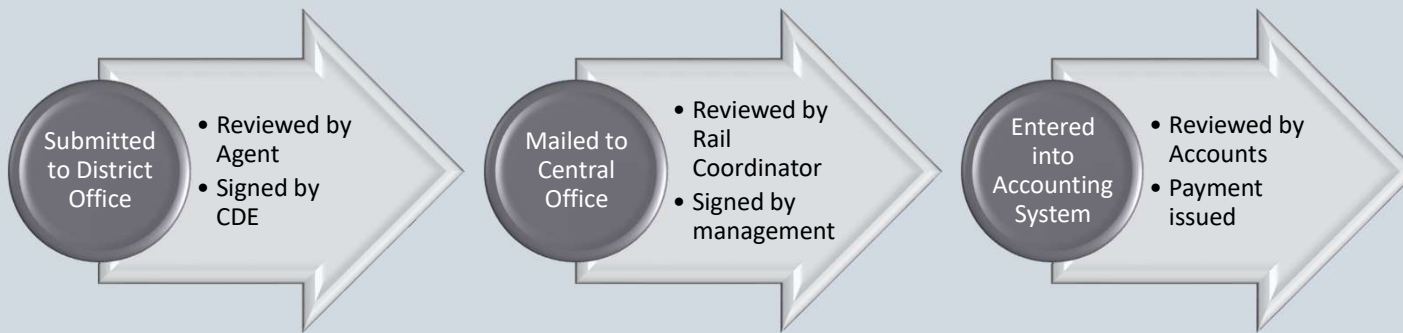 Submitted
to District
Office
• Reviewed by
Agent
• Signed by
CDE
Mailed to
Central
Office
• Reviewed by
Rail
Coordinator
• Signed by
management
Entered
into
Accounting
System
• Reviewed by
Accounts
• Payment
issued